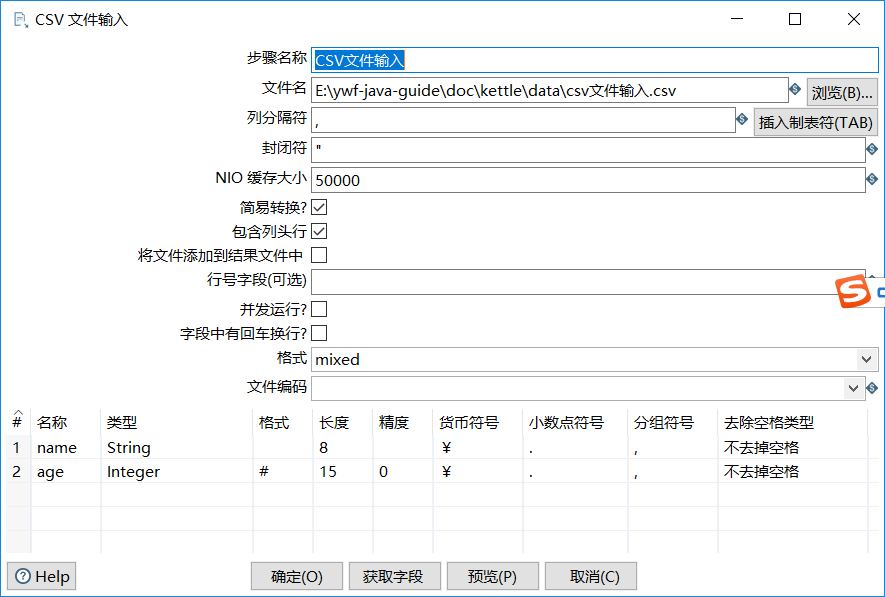 CSV 文件输入
步骤名称 CSV文件输入
文件名 E:\ywf-java-guide\doc\kettle\data\csv文件输入.csv 浏览(B)...
列分隔符 , 插入制表符(TAB)
封闭符 "
NIO 缓存大小 50000
简易转换?
包含列头行
将文件添加到结果文件中
行号字段(可选)
并发运行?
字段中有回车换行?
格式 mixed
文件编码
# 名称 类型 格式 长度 精度 货币符号 小数点符号 分组符号 去除空格类型
1 name String 8 ¥ . , 不去掉空格
2 age Integer # 15 0 ¥ . , 不去掉空格
Help 确定(O) 获取字段 预览(P) 取消(C)